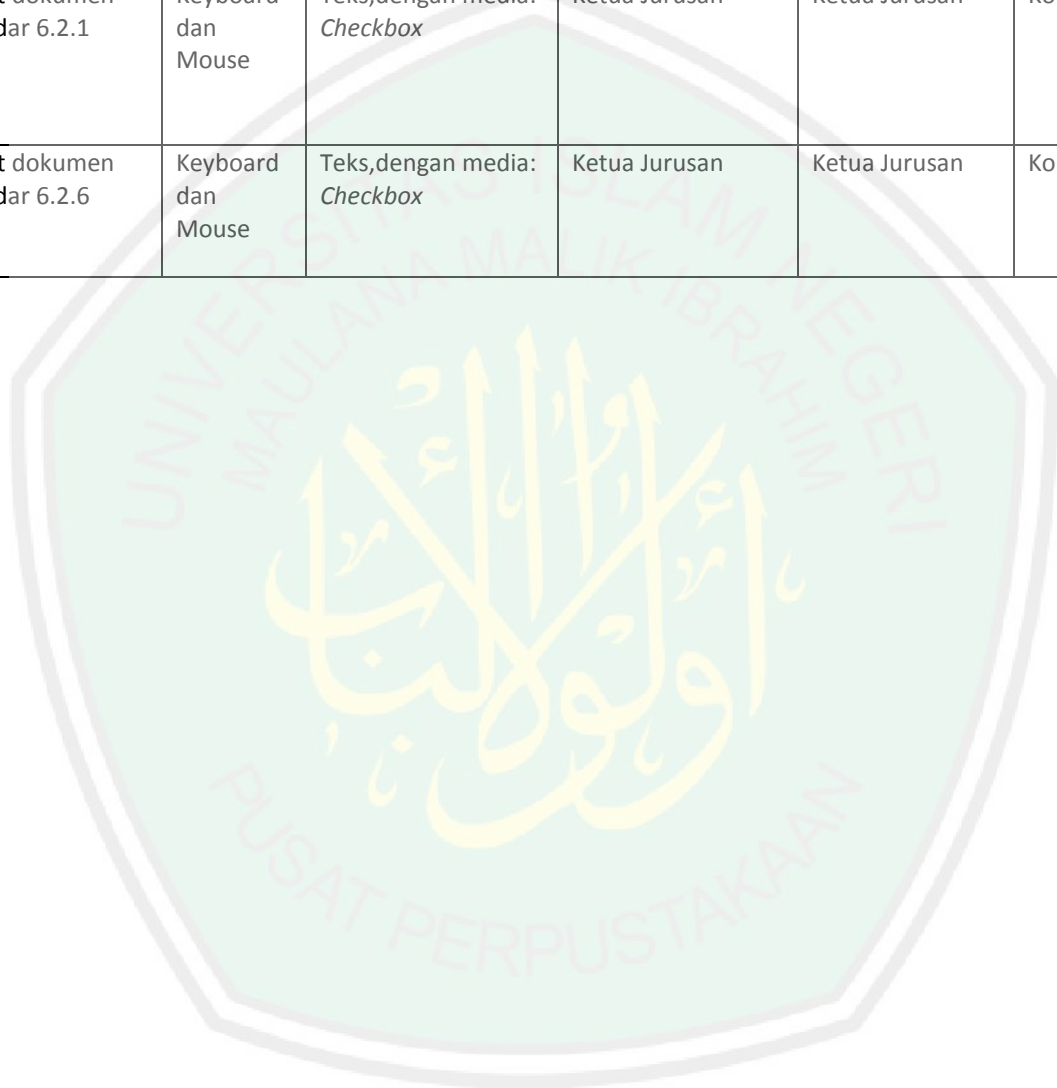 t dokumen Keyboard Teks,dengan media: Ketua Jurusan Ketua Jurusan Ko
dar 6.2.1 dan Checkbox
Mouse
t dokumen Keyboard Teks,dengan media: Ketua Jurusan Ketua Jurusan Ko
dar 6.2.6 dan Checkbox
Mouse
UNIVERSITAS ISLAM NEGERI
MAULANA MALIK IBRAHIM
أولوا الألباب
PUSAT PERPUSTAKAAN